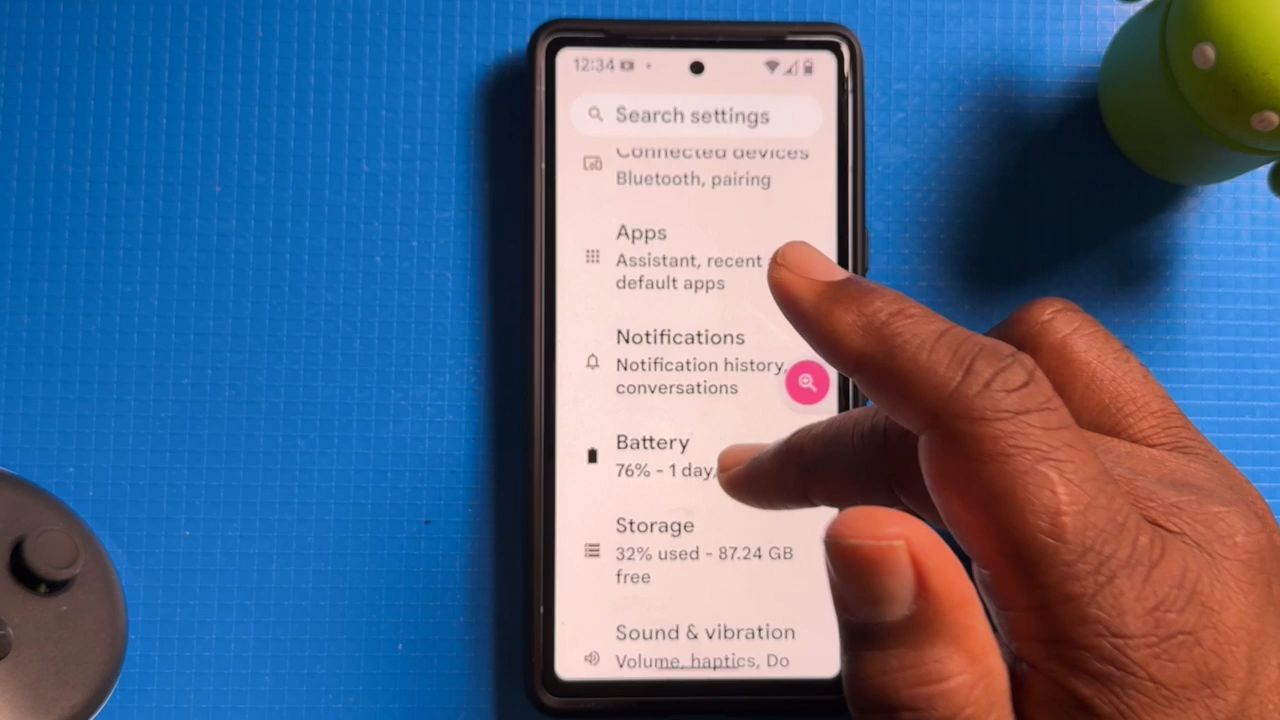 12:34
Search settings
Connected devices
Bluetooth, pairing
Apps
Assistant, recent
default apps
Notifications
Notification history,
conversations
Battery
76% - 1 day,
Storage
32% used - 87.24 GB
free
Sound & vibration
Volume, haptics, Do